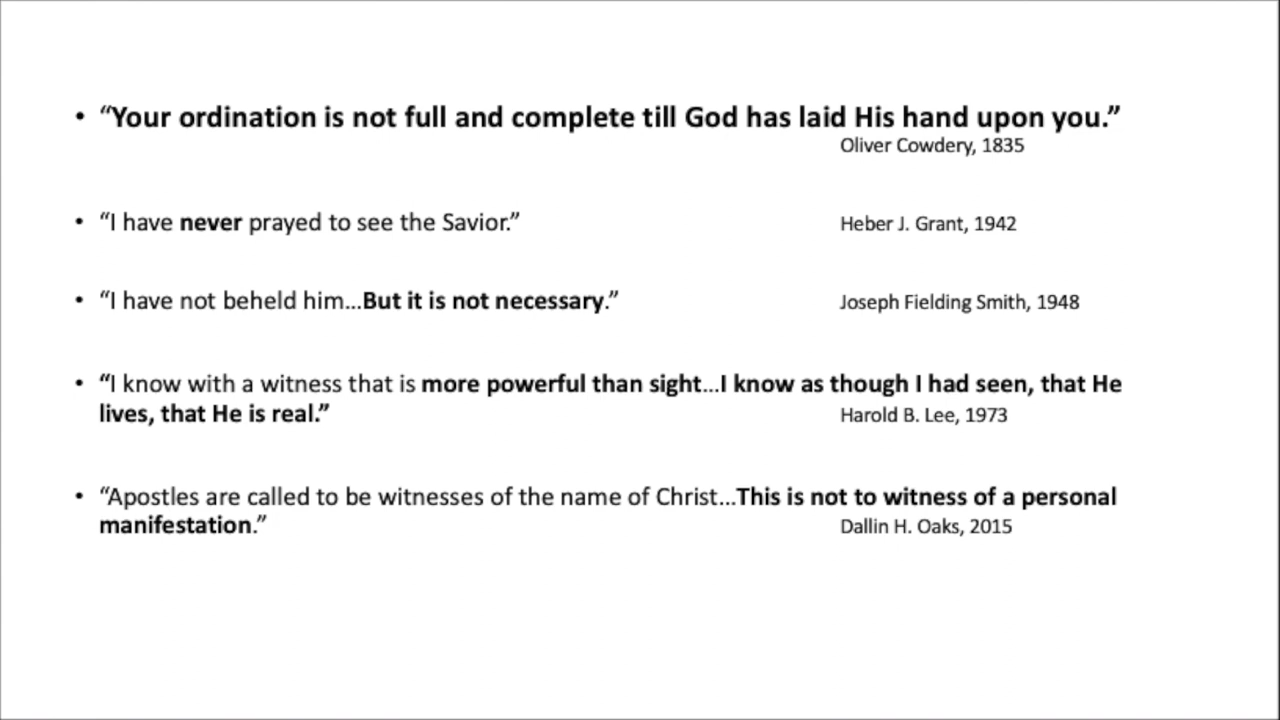 • “Your ordination is not full and complete till God has laid His hand upon you.”
Oliver Cowdery, 1835
• “I have never prayed to see the Savior.” Heber J. Grant, 1942
• “I have not beheld him…But it is not necessary.” Joseph Fielding Smith, 1948
• “I know with a witness that is more powerful than sight…I know as though I had seen, that He
lives, that He is real.” Harold B. Lee, 1973
• “Apostles are called to be witnesses of the name of Christ…This is not to witness of a personal
manifestation.” Dallin H. Oaks, 2015